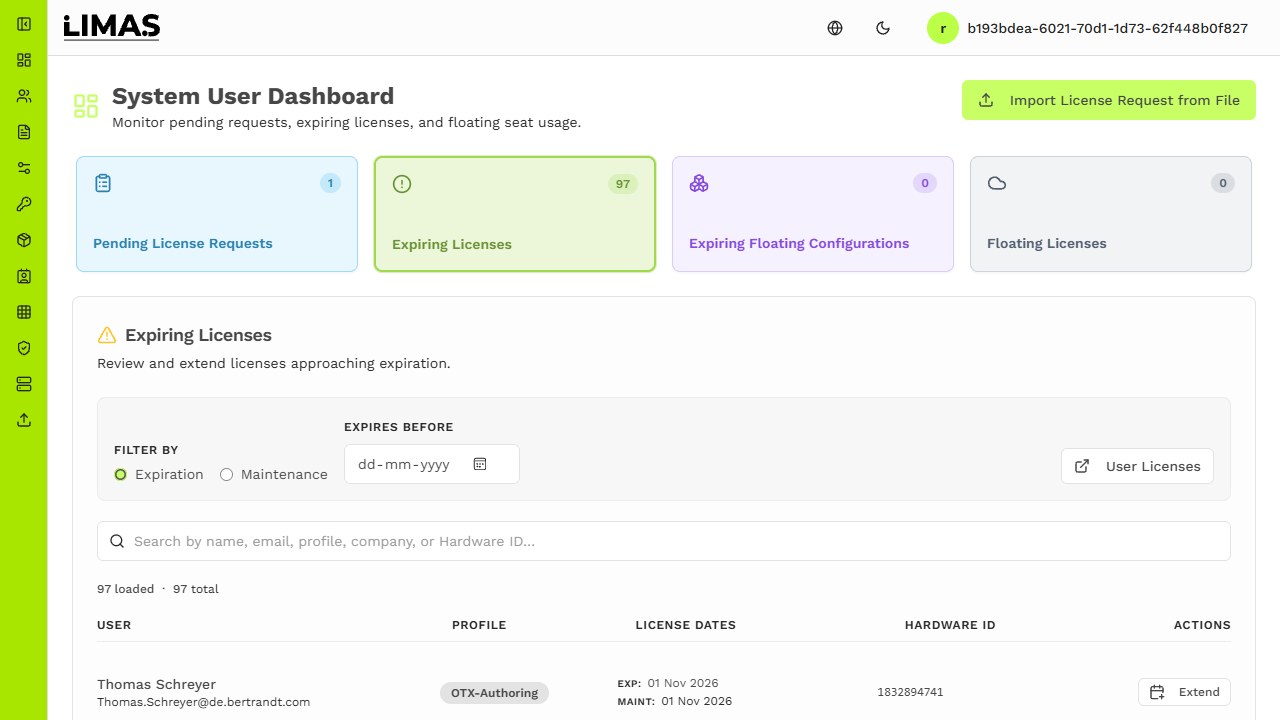 LIMAS
r
b193bdea-6021-70d1-1d73-62f448b0f827
System User Dashboard
Monitor pending requests, expiring licenses, and floating seat usage.
Import License Request from File
1
Pending License Requests
97
Expiring Licenses
0
Expiring Floating Configurations
0
Floating Licenses
Expiring Licenses
Review and extend licenses approaching expiration.
FILTER BY
Expiration
Maintenance
EXPIRES BEFORE
dd-mm-yyyy
User Licenses
Search by name, email, profile, company, or Hardware ID...
97 loaded · 97 total
USER PROFILE LICENSE DATES HARDWARE ID ACTIONS
Thomas Schreyer
Thomas.Schreyer@de.bertrandt.com
OTX-Authoring
EXP: 01 Nov 2026
MAINT: 01 Nov 2026
1832894741
Extend